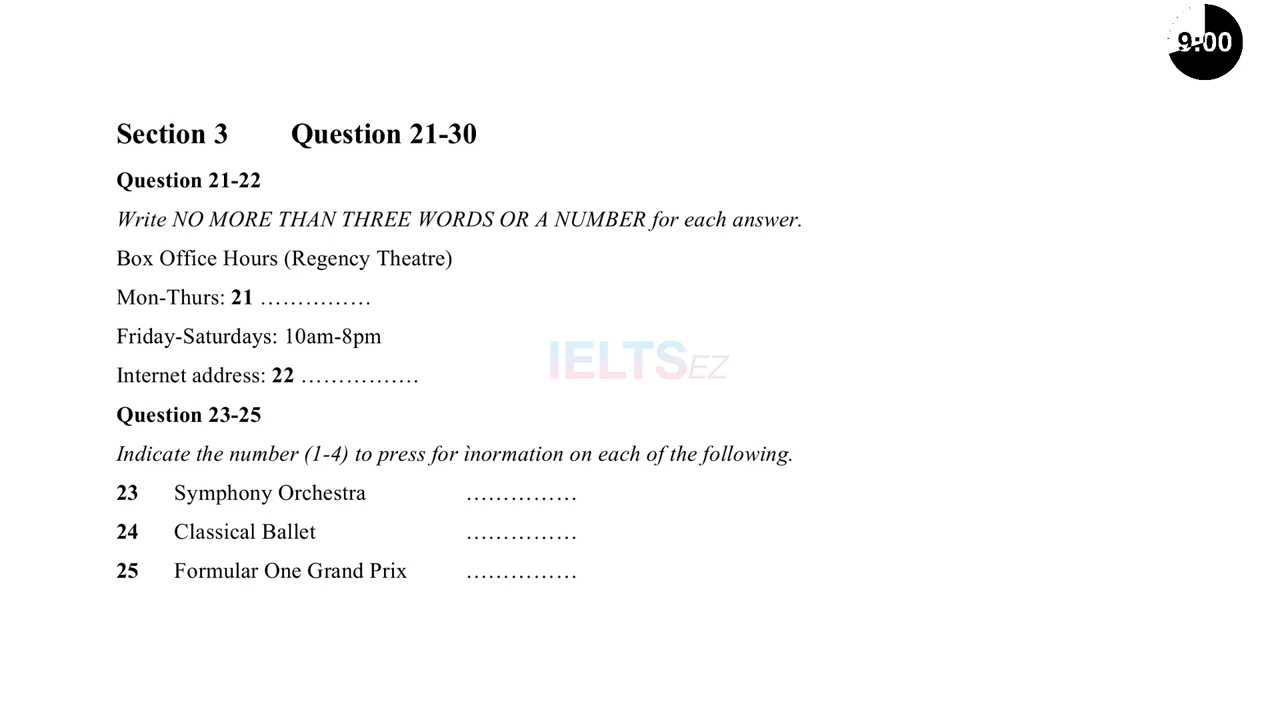 9:00
Section 3 Question 21-30
Question 21-22
Write NO MORE THAN THREE WORDS OR A NUMBER for each answer.
Box Office Hours (Regency Theatre)
Mon-Thurs: 21 ……………
Friday-Saturdays: 10am-8pm
Internet address: 22 …………….
IELTSEZ
Question 23-25
Indicate the number (1-4) to press for ìnormation on each of the following.
23 Symphony Orchestra ……………
24 Classical Ballet ……………
25 Formular One Grand Prix ……………